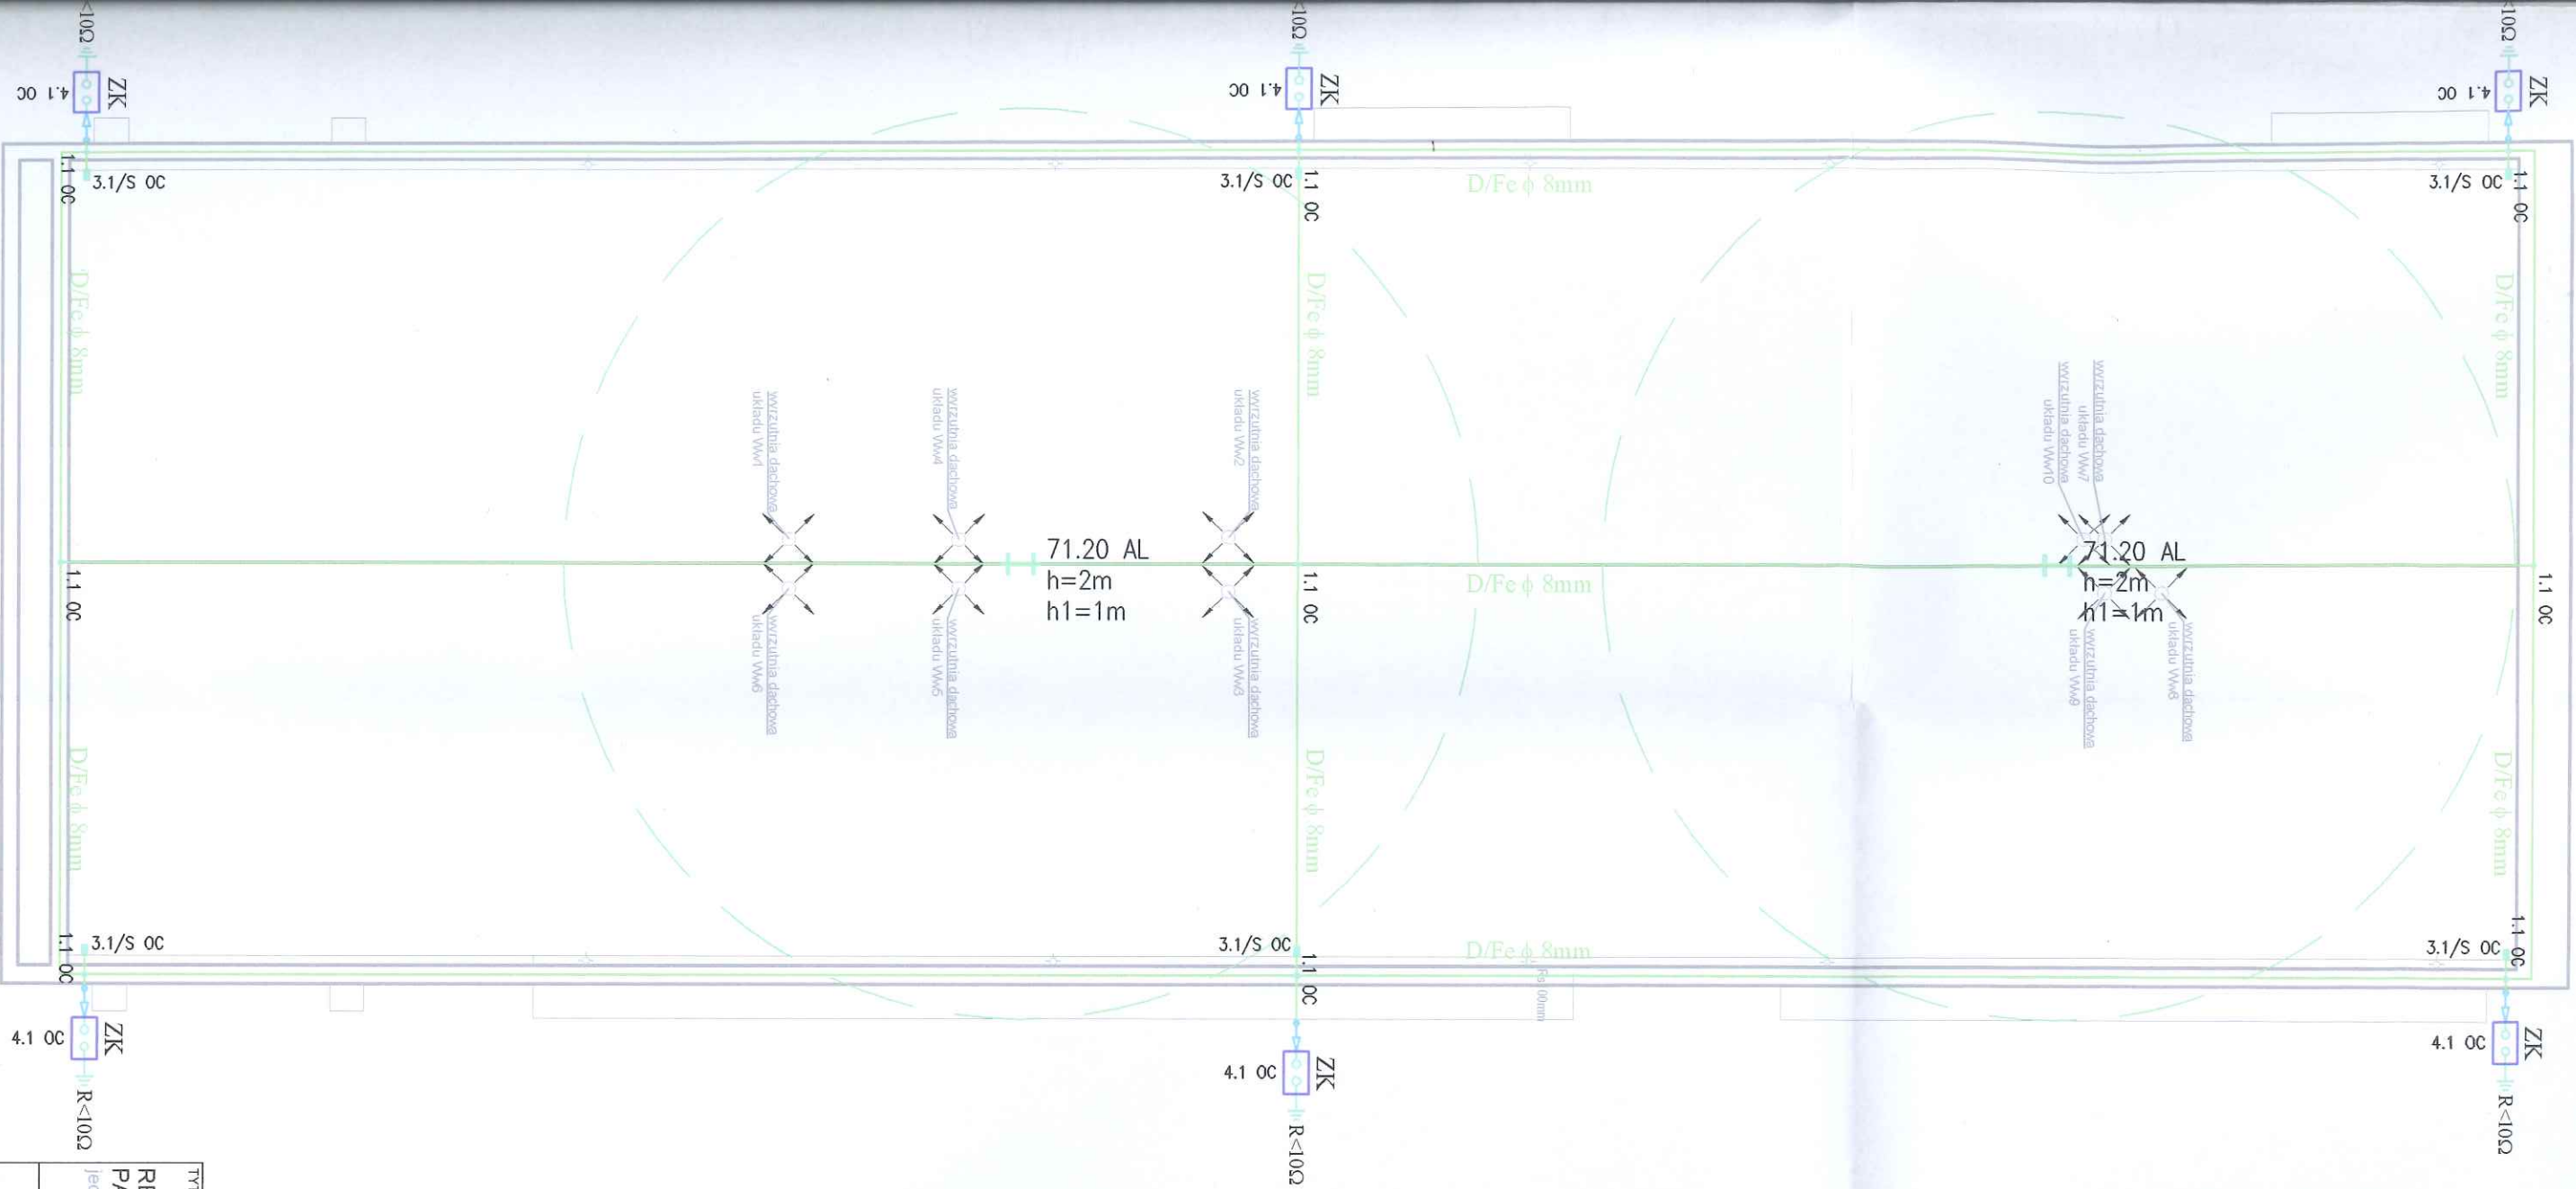 <10Ω
<10Ω
<10Ω
ZK
4.1 OC
ZK
4.1 OC
ZK
4.1 OC
1.1 OC
3.1/S OC
3.1/S OC
1.1 OC
D/Fe ϕ 8mm
3.1/S OC
1.1 OC
D/Fe ϕ 8mm
D/Fe ϕ 8mm
D/Fe ϕ 8mm
wyrzutnia dachowa
układu Ww1
wyrzutnia dachowa
układu Ww4
wyrzutnia dachowa
układu Ww2
wyrzutnia dachowa
układu Ww7
wyrzutnia dachowa
układu Ww10
71.20 AL
h=2m
h1=1m
71.20 AL
h=2m
h1=1m
1.1 OC
1.1 OC
D/Fe ϕ 8mm
1.1 OC
wyrzutnia dachowa
układu Ww6
wyrzutnia dachowa
układu Ww5
wyrzutnia dachowa
układu Ww3
wyrzutnia dachowa
układu Ww9
wyrzutnia dachowa
układu Ww8
D/Fe ϕ 8mm
D/Fe ϕ 8mm
D/Fe ϕ 8mm
1.1 OC
3.1/S OC
3.1/S OC
1.1 OC
D/Fe ϕ 8mm
3.1/S OC
1.1 OC
4.1 OC
ZK
4.1 OC
ZK
4.1 OC
ZK
R<10Ω
R<10Ω
R<10Ω